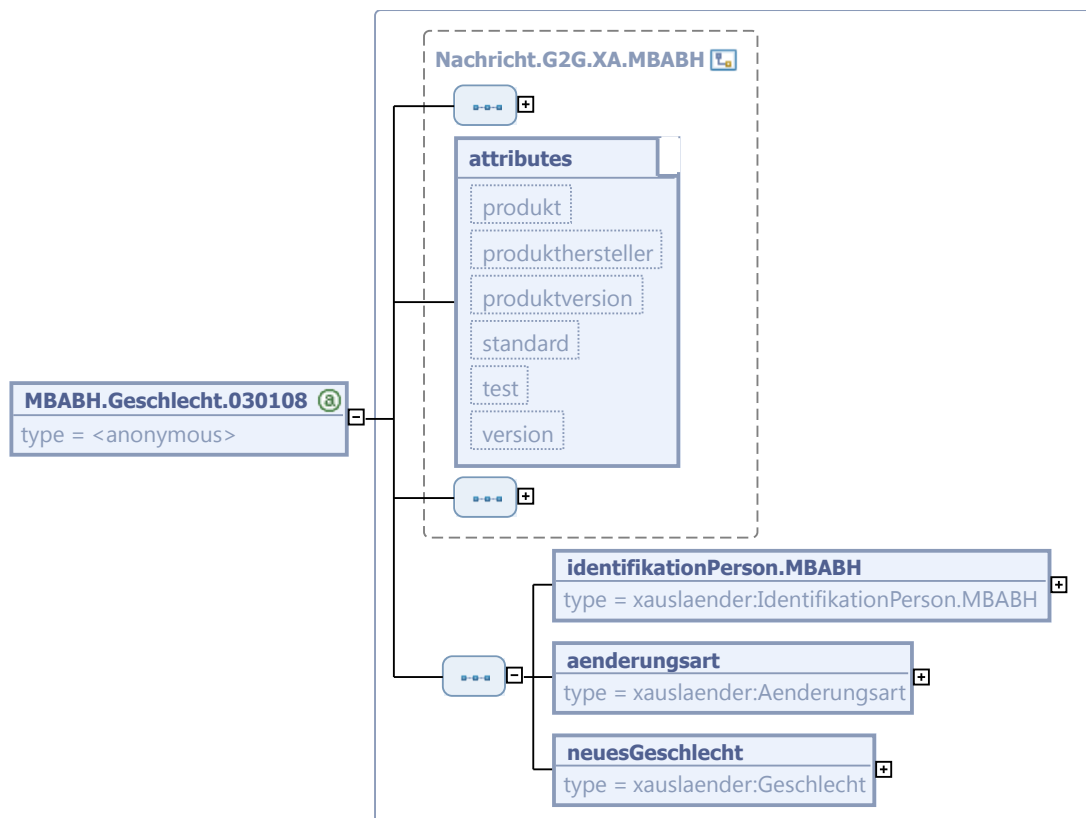 Nachricht.G2G.XA.MBABH
attributes
produkt
produkthersteller
produktversion
standard
test
version
MBABH.Geschlecht.030108 a
type = <anonymous>
identifikationPerson.MBABH
type = xauslaender:IdentifikationPerson.MBABH
aenderungsart
type = xauslaender:Aenderungsart
neuesGeschlecht
type = xauslaender:Geschlecht